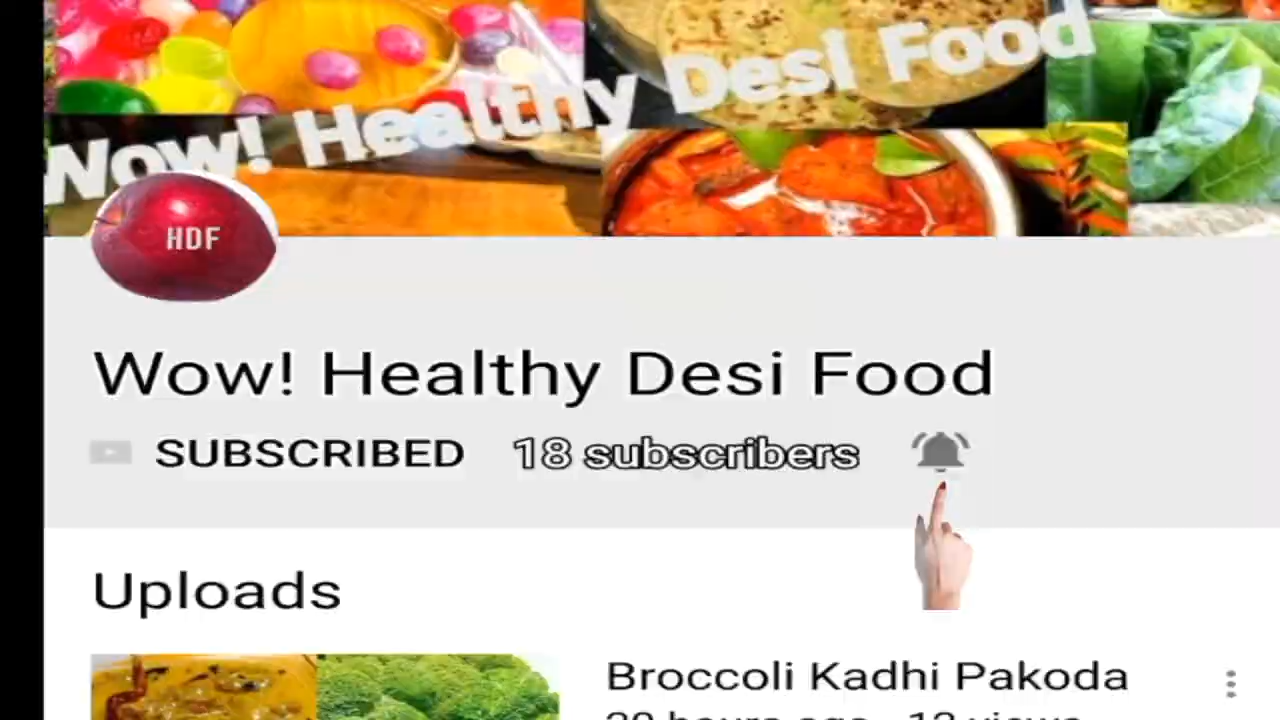 Wow! Healthy Desi Food
HDF
Wow! Healthy Desi Food
SUBSCRIBED 18 subscribers
Uploads
Broccoli Kadhi Pakoda